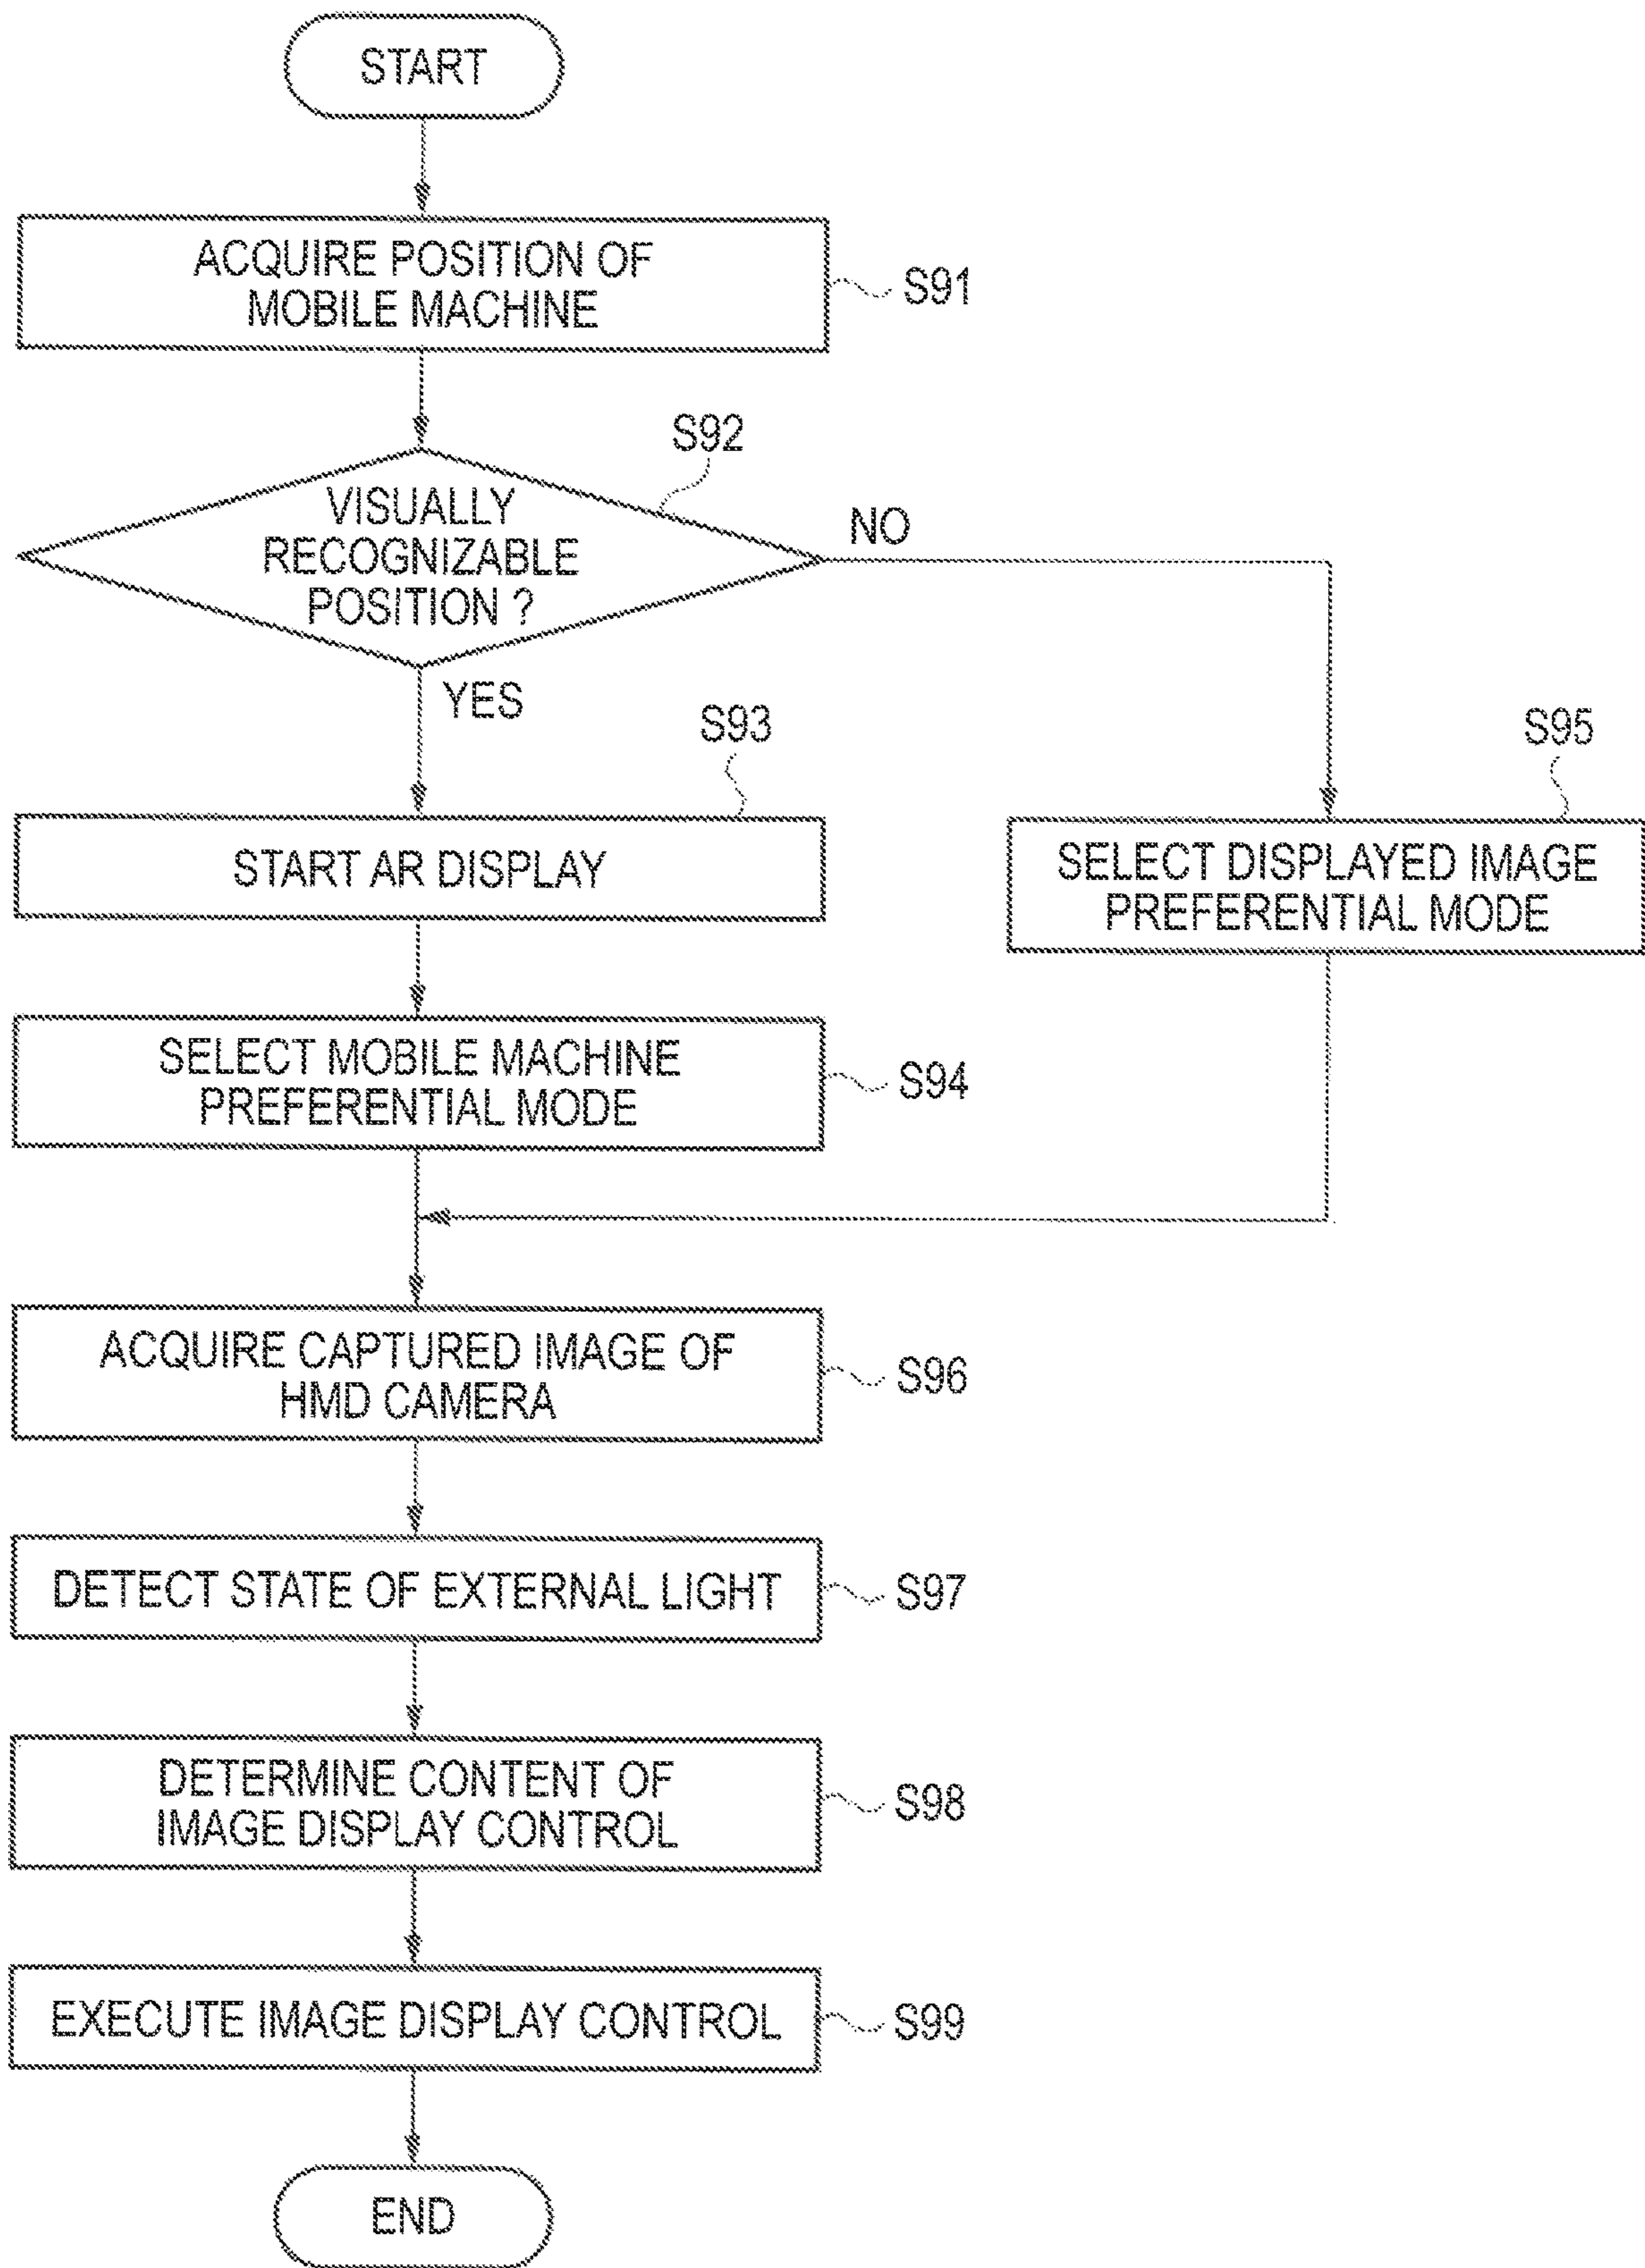 START
ACQUIRE POSITION OF
MOBILE MACHINE
S91
S92
VISUALLY
RECOGNIZABLE
POSITION ?
NO
YES
S93
START AR DISPLAY
S95
SELECT DISPLAYED IMAGE
PREFERENTIAL MODE
SELECT MOBILE MACHINE
PREFERENTIAL MODE
S94
ACQUIRE CAPTURED IMAGE OF
HMD CAMERA
S96
DETECT STATE OF EXTERNAL LIGHT
S97
DETERMINE CONTENT OF
IMAGE DISPLAY CONTROL
S98
EXECUTE IMAGE DISPLAY CONTROL
S99
END